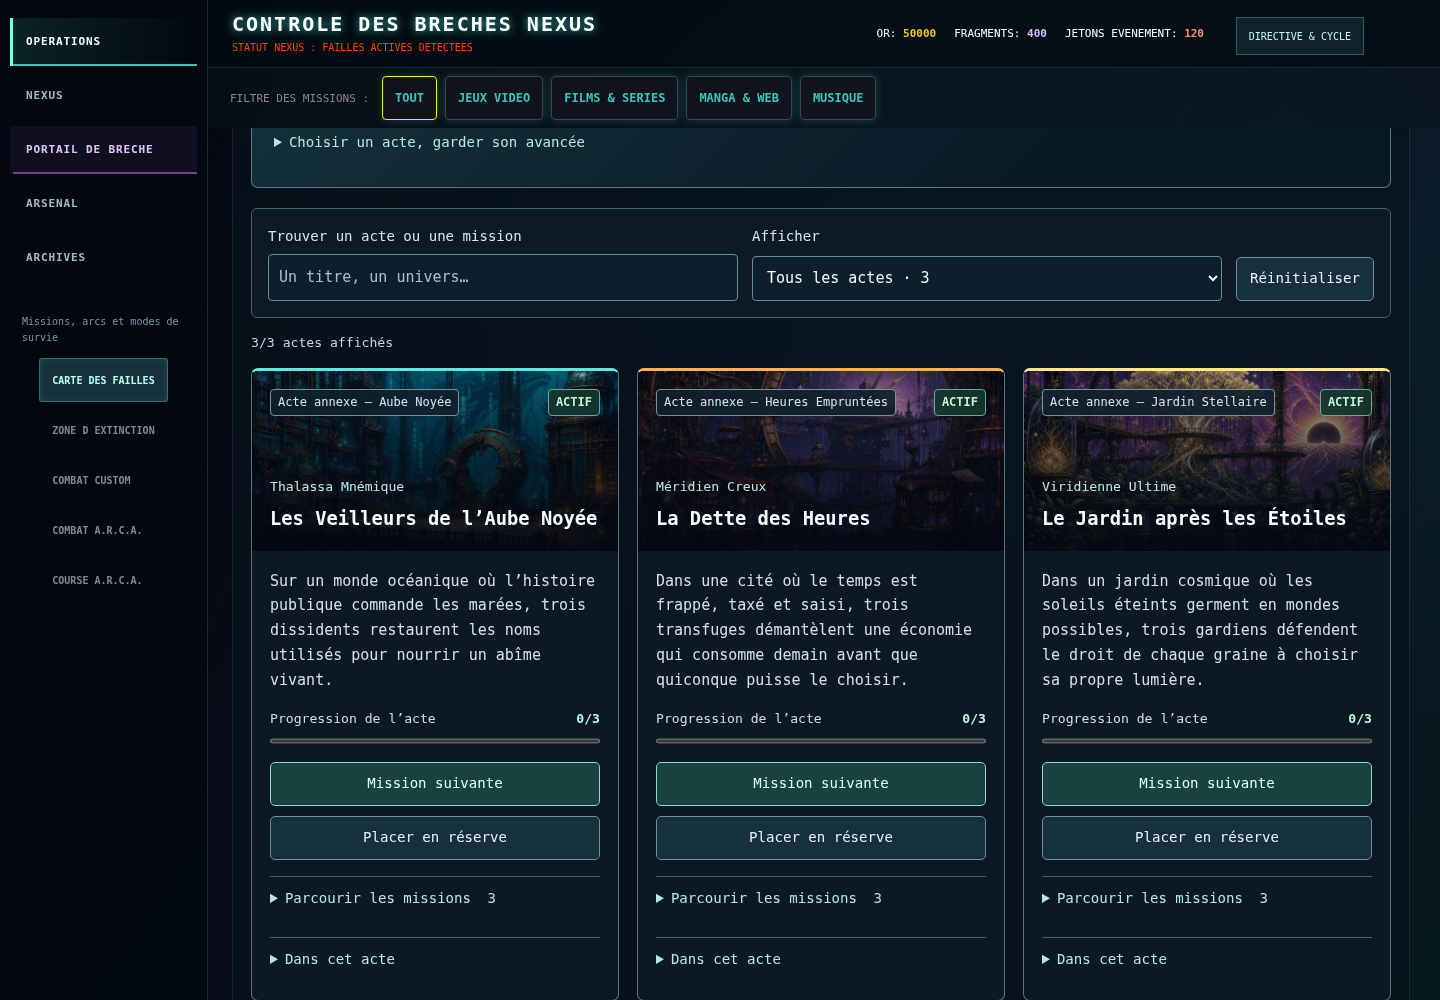 OPERATIONS
NEXUS
PORTAIL DE BRECHE
ARSENAL
ARCHIVES
Missions, arcs et modes de
survie
CARTE DES FAILLES
ZONE D EXTINCTION
COMBAT CUSTOM
COMBAT A.R.C.A.
COURSE A.R.C.A.
CONTROLE DES BRECHES NEXUS
STATUT NEXUS : FAILLES ACTIVES DETECTEES
OR: 50000 FRAGMENTS: 400 JETONS EVENEMENT: 120
DIRECTIVE & CYCLE
FILTRE DES MISSIONS : TOUT JEUX VIDEO FILMS & SERIES MANGA & WEB MUSIQUE
Choisir un acte, garder son avancée
Trouver un acte ou une mission
Un titre, un univers…
Afficher
Tous les actes · 3
Réinitialiser
3/3 actes affichés
Acte annexe — Aube Noyée ACTIF
Thalassa Mnémique
Les Veilleurs de l’Aube Noyée
Sur un monde océanique où l’histoire
publique commande les marées, trois
dissidents restaurent les noms
utilisés pour nourrir un abîme
vivant.
Progression de l’acte 0/3
Mission suivante
Placer en réserve
Parcourir les missions 3
Dans cet acte
Acte annexe — Heures Empruntées ACTIF
Méridien Creux
La Dette des Heures
Dans une cité où le temps est
frappé, taxé et saisi, trois
transfuges démantèlent une économie
qui consomme demain avant que
quiconque puisse le choisir.
Progression de l’acte 0/3
Mission suivante
Placer en réserve
Parcourir les missions 3
Dans cet acte
Acte annexe — Jardin Stellaire ACTIF
Viridienne Ultime
Le Jardin après les Étoiles
Dans un jardin cosmique où les
soleils éteints germent en mondes
possibles, trois gardiens défendent
le droit de chaque graine à choisir
sa propre lumière.
Progression de l’acte 0/3
Mission suivante
Placer en réserve
Parcourir les missions 3
Dans cet acte